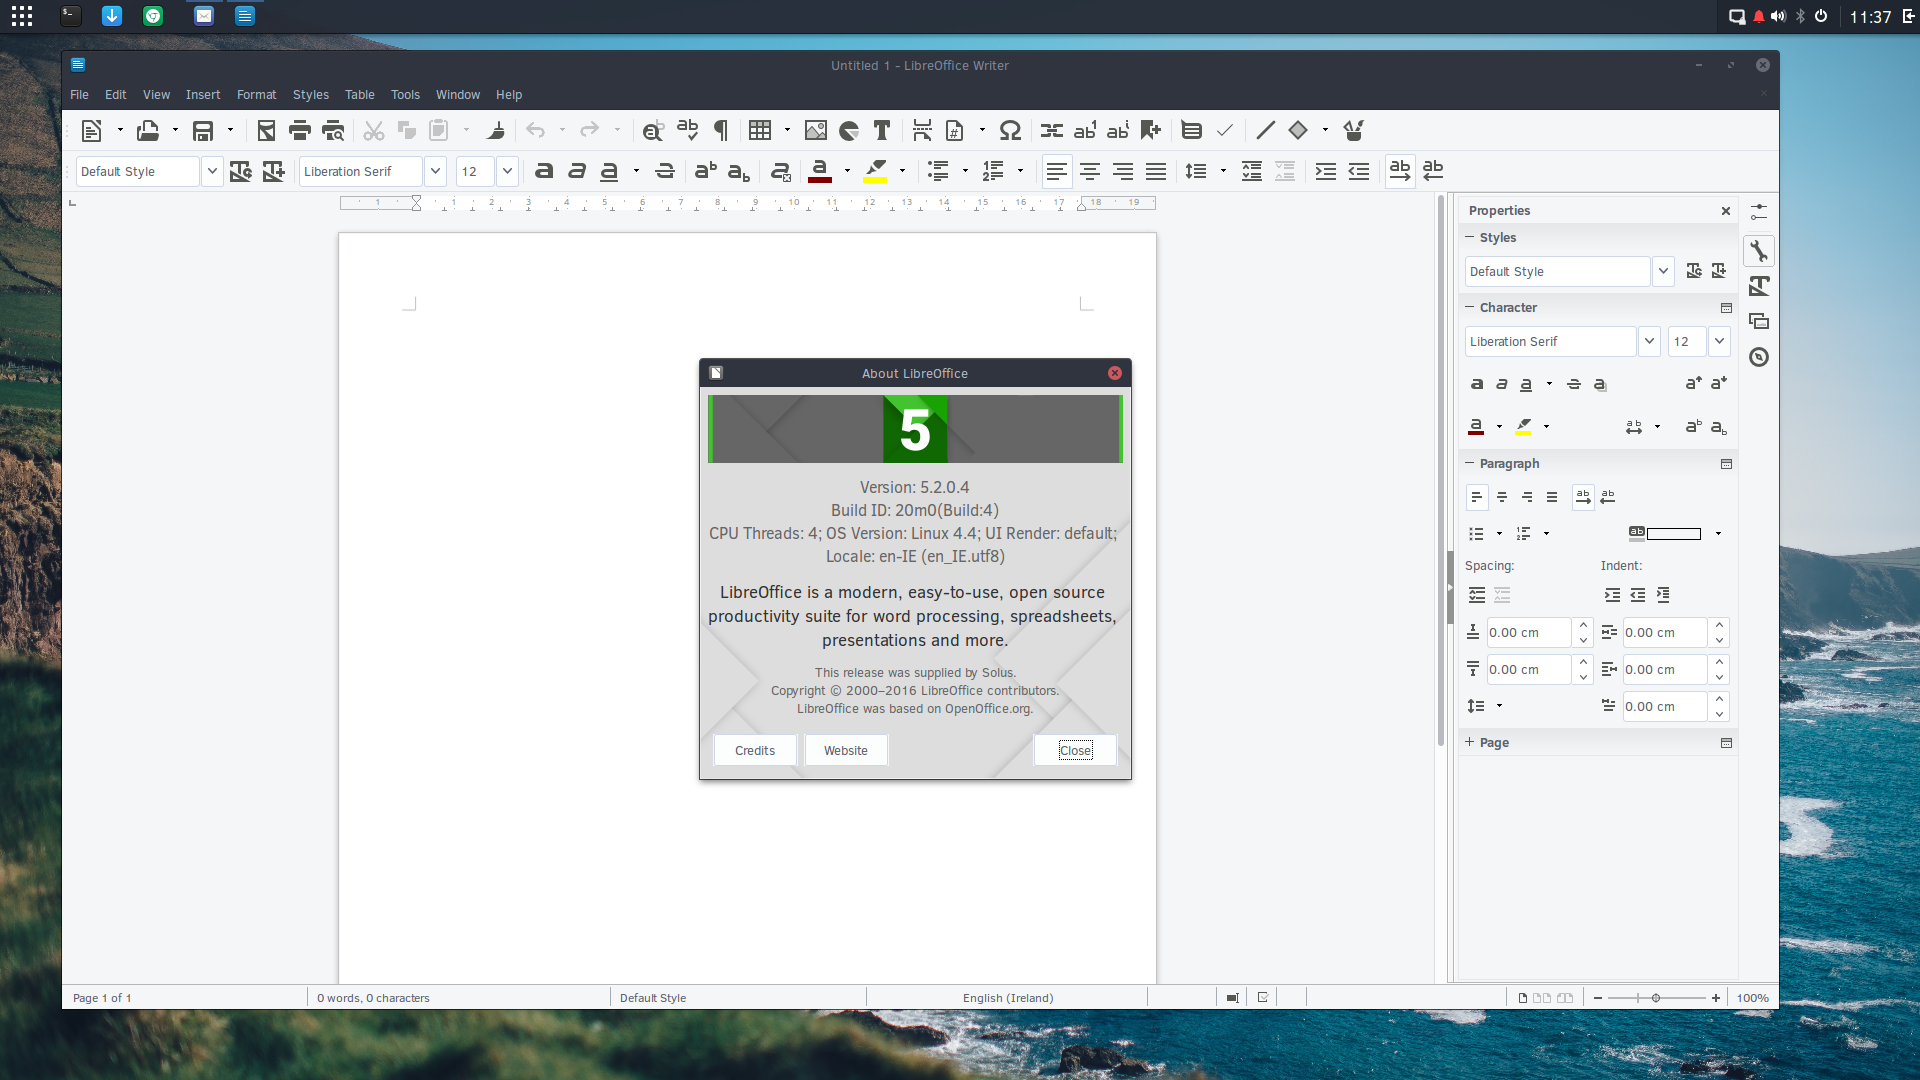 11:37
Untitled 1 - LibreOffice Writer
File Edit View Insert Format Styles Table Tools Window Help
Default Style Liberation Serif 12
1 1 2 3 4 5 6 7 8 9 10 11 12 13 14 15 16 17 18 19
Properties
Styles
Default Style
Character
Liberation Serif 12
Paragraph
Spacing: Indent:
0.00 cm 0.00 cm
0.00 cm 0.00 cm
0.00 cm
Page
About LibreOffice
5
Version: 5.2.0.4
Build ID: 20m0(Build:4)
CPU Threads: 4; OS Version: Linux 4.4; UI Render: default;
Locale: en-IE (en_IE.utf8)
LibreOffice is a modern, easy-to-use, open source
productivity suite for word processing, spreadsheets,
presentations and more.
This release was supplied by Solus.
Copyright © 2000–2016 LibreOffice contributors.
LibreOffice was based on OpenOffice.org.
Credits Website Close
Page 1 of 1 0 words, 0 characters Default Style English (Ireland) 100%